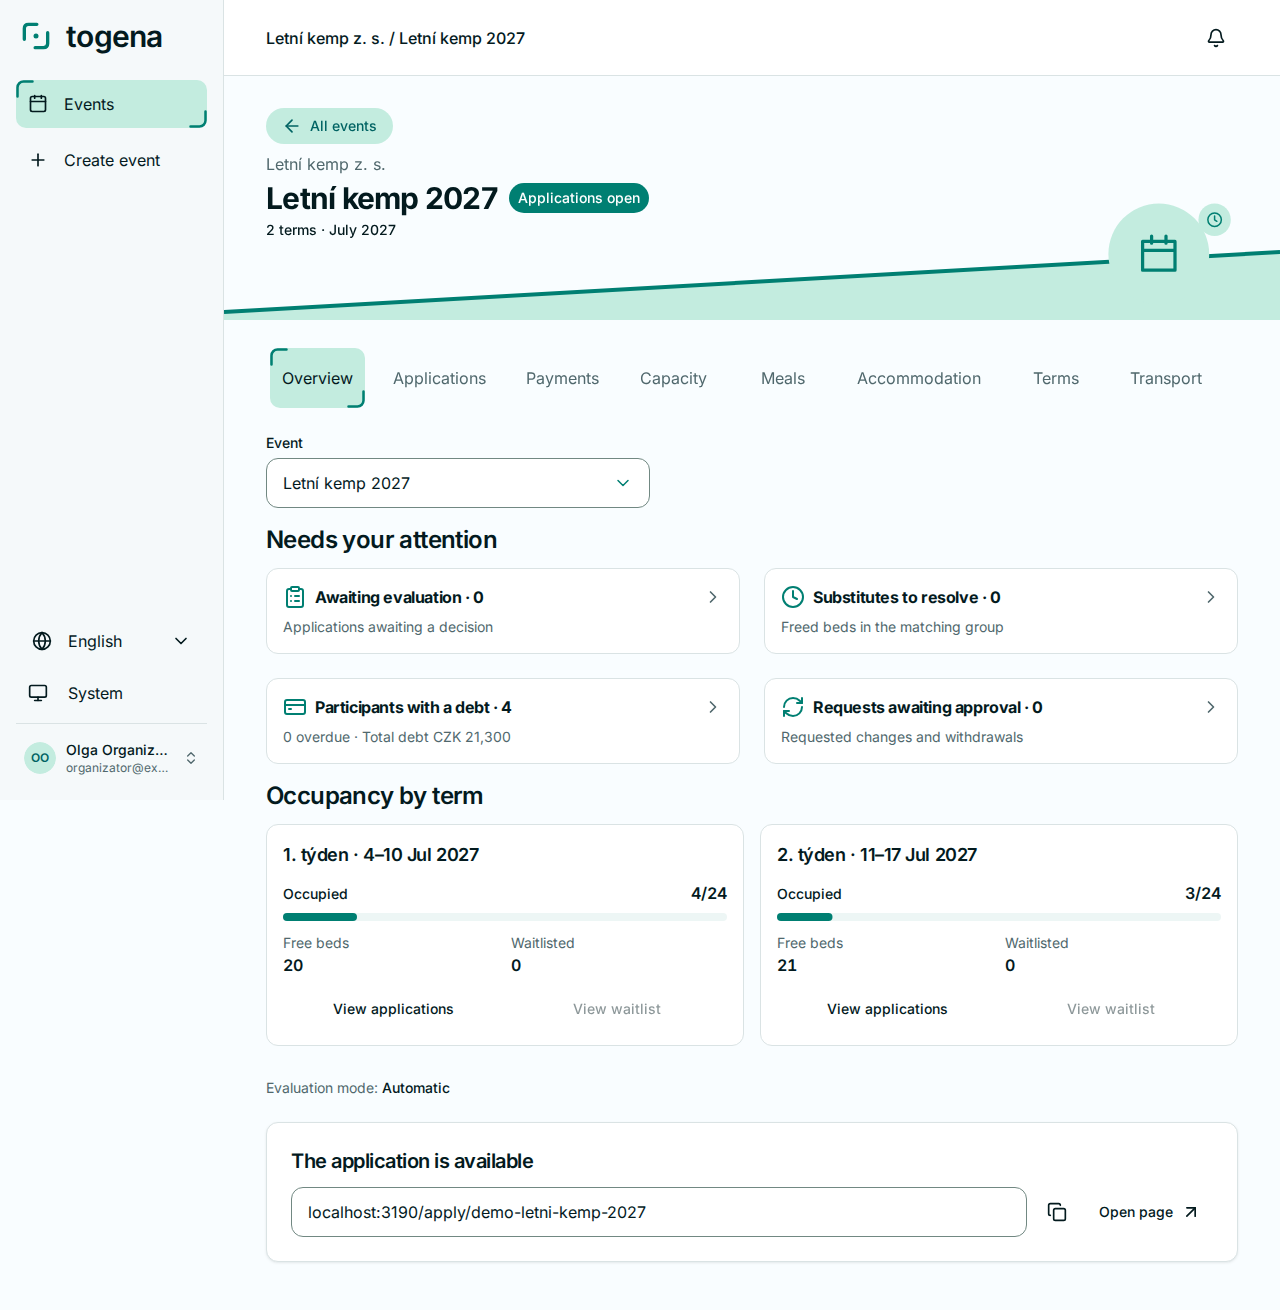 togena
Events
Create event
English
System
OO
Olga Organiz...
organizator@ex...
Letní kemp z. s. / Letní kemp 2027
All events
Letní kemp z. s.
Letní kemp 2027 Applications open
2 terms · July 2027
Overview Applications Payments Capacity Meals Accommodation Terms Transport
Event
Letní kemp 2027
Needs your attention
Awaiting evaluation · 0
Applications awaiting a decision
Substitutes to resolve · 0
Freed beds in the matching group
Participants with a debt · 4
0 overdue · Total debt CZK 21,300
Requests awaiting approval · 0
Requested changes and withdrawals
Occupancy by term
1. týden · 4–10 Jul 2027
Occupied 4/24
Free beds Waitlisted
20 0
View applications View waitlist
2. týden · 11–17 Jul 2027
Occupied 3/24
Free beds Waitlisted
21 0
View applications View waitlist
Evaluation mode: Automatic
The application is available
localhost:3190/apply/demo-letni-kemp-2027
Open page